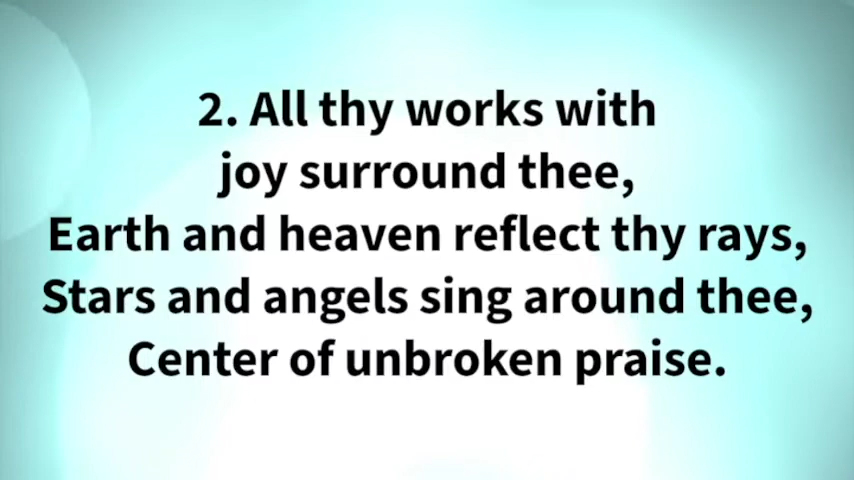 2. All thy works with
joy surround thee,
Earth and heaven reflect thy rays,
Stars and angels sing around thee,
Center of unbroken praise.